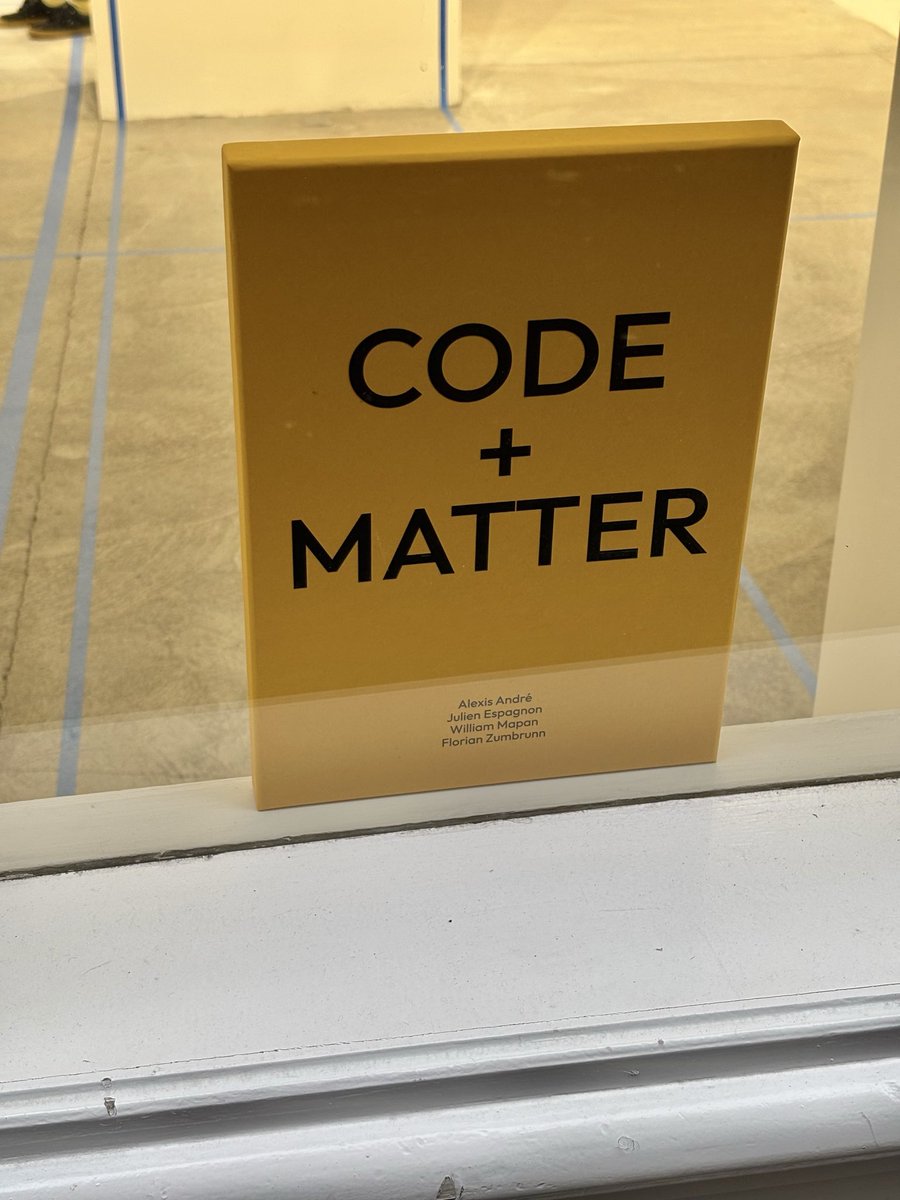 CODE
+
MATTER
Alexis André
Julien Espagnon
William Mapan
Florian Zumbrunn